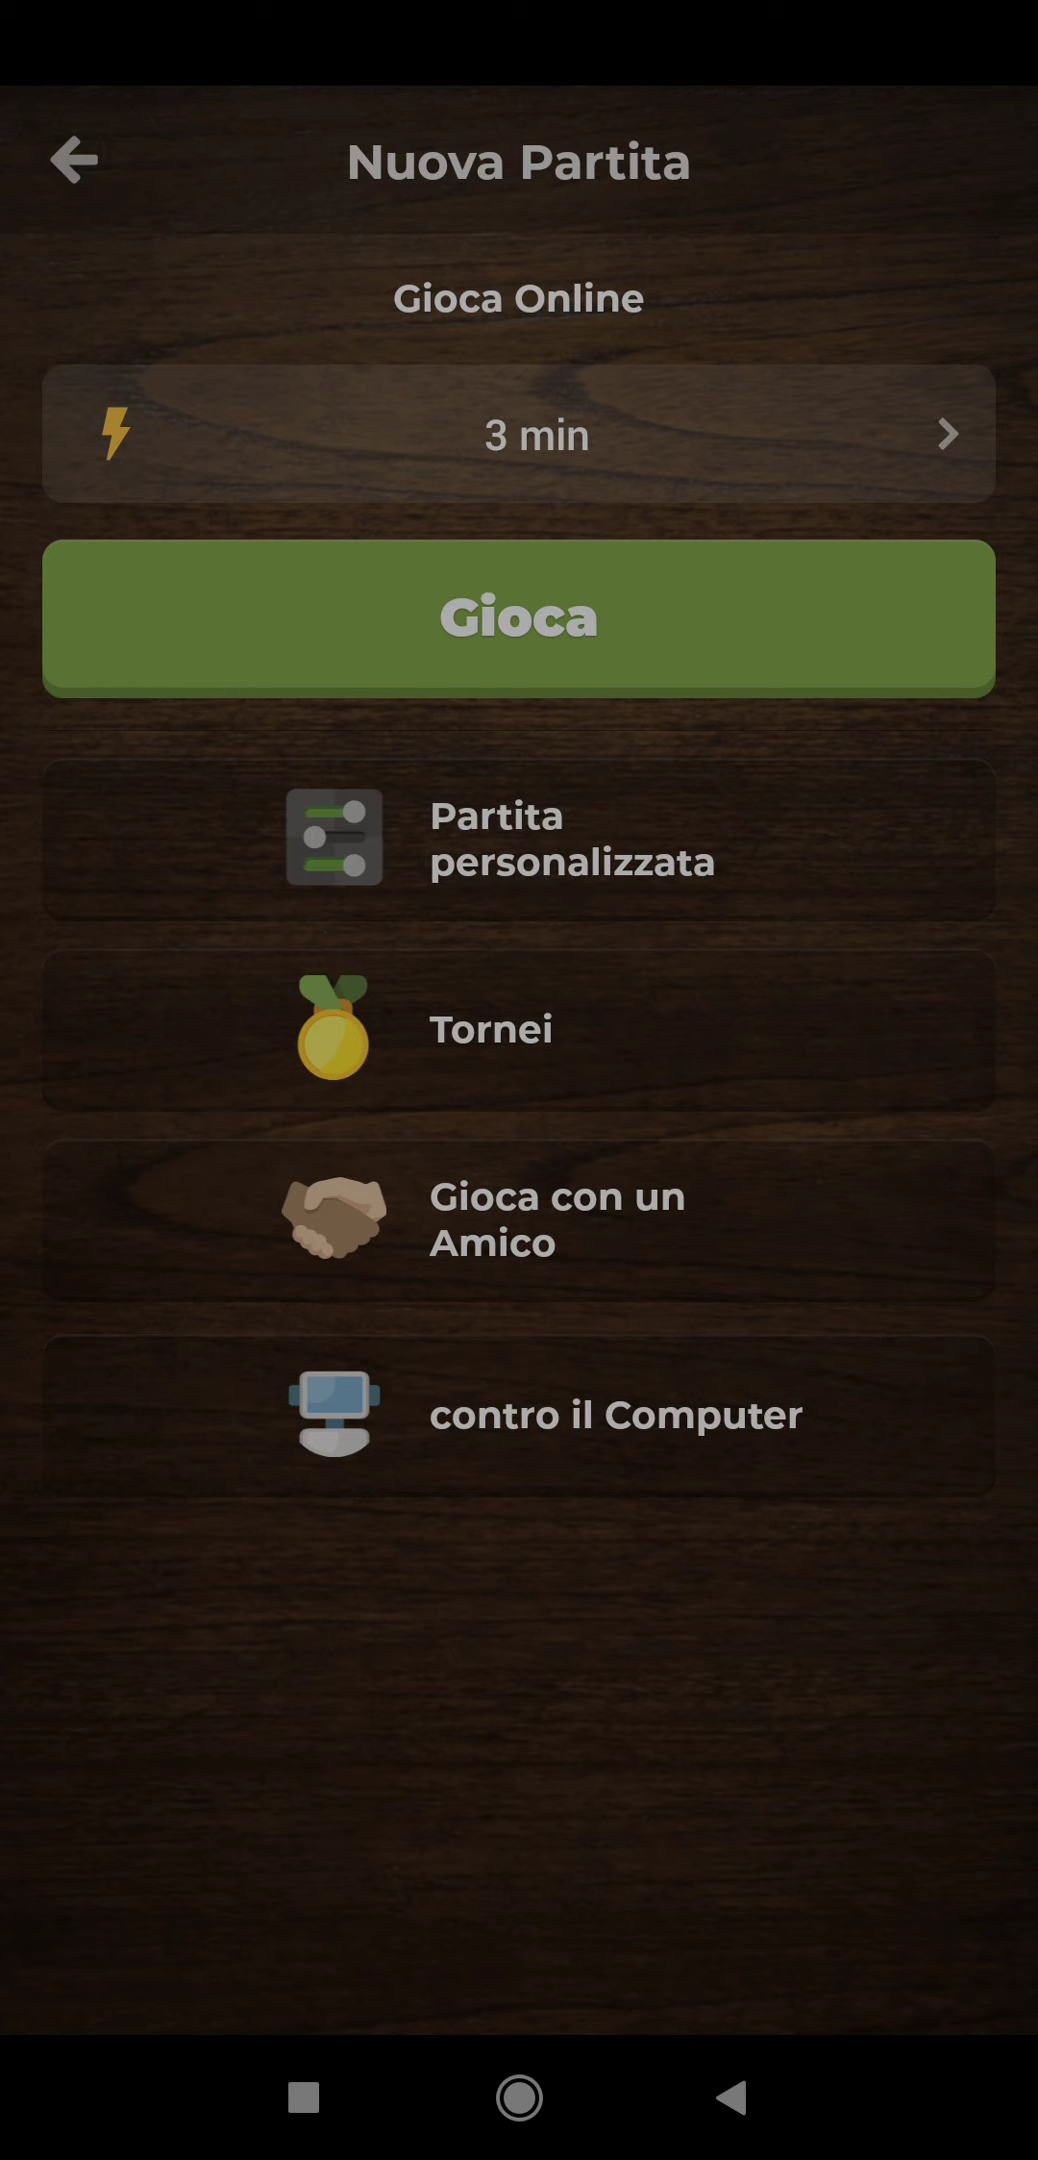 Nuova Partita
Gioca Online
3 min
Gioca
Partita
personalizzata
Tornei
Gioca con un
Amico
contro il Computer